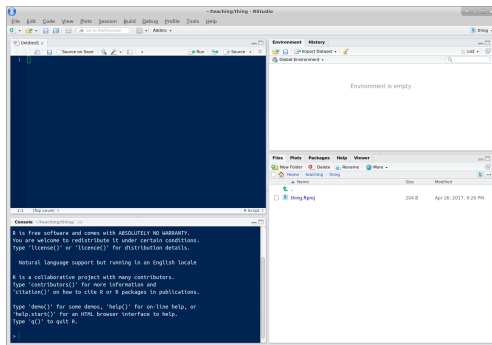 ~/teaching/thing - RStudio
File Edit Code View Plots Session Build Debug Profile Tools Help
Go to file/function Addins thing
Untitled1
Source on Save Run Source
1
1:1 (Top Level) R Script
Console ~/teaching/thing/
R is free software and comes with ABSOLUTELY NO WARRANTY.
You are welcome to redistribute it under certain conditions.
Type 'license()' or 'licence()' for distribution details.
Natural language support but running in an English locale
R is a collaborative project with many contributors.
Type 'contributors()' for more information and
'citation()' on how to cite R or R packages in publications.
Type 'demo()' for some demos, 'help()' for on-line help, or
'help.start()' for an HTML browser interface to help.
Type 'q()' to quit R.
>
Environment History
Import Dataset List
Global Environment
Environment is empty
Files Plots Packages Help Viewer
New Folder Delete Rename More
Home teaching thing
Name Size Modified
..
thing.Rproj 204 B Apr 26, 2017, 9:26 PM